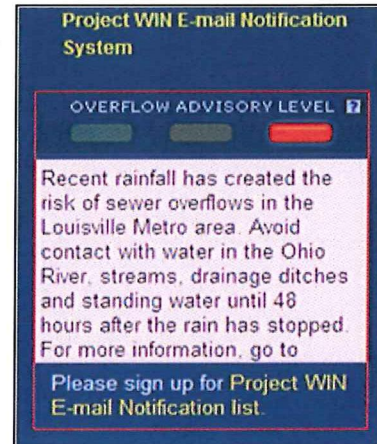 Project WIN E-mail Notification
System
OVERFLOW ADVISORY LEVEL ?
Recent rainfall has created the
risk of sewer overflows in the
Louisville Metro area. Avoid
contact with water in the Ohio
River, streams, drainage ditches
and standing water until 48
hours after the rain has stopped.
For more information, go to
Please sign up for Project WIN
E-mail Notification list.